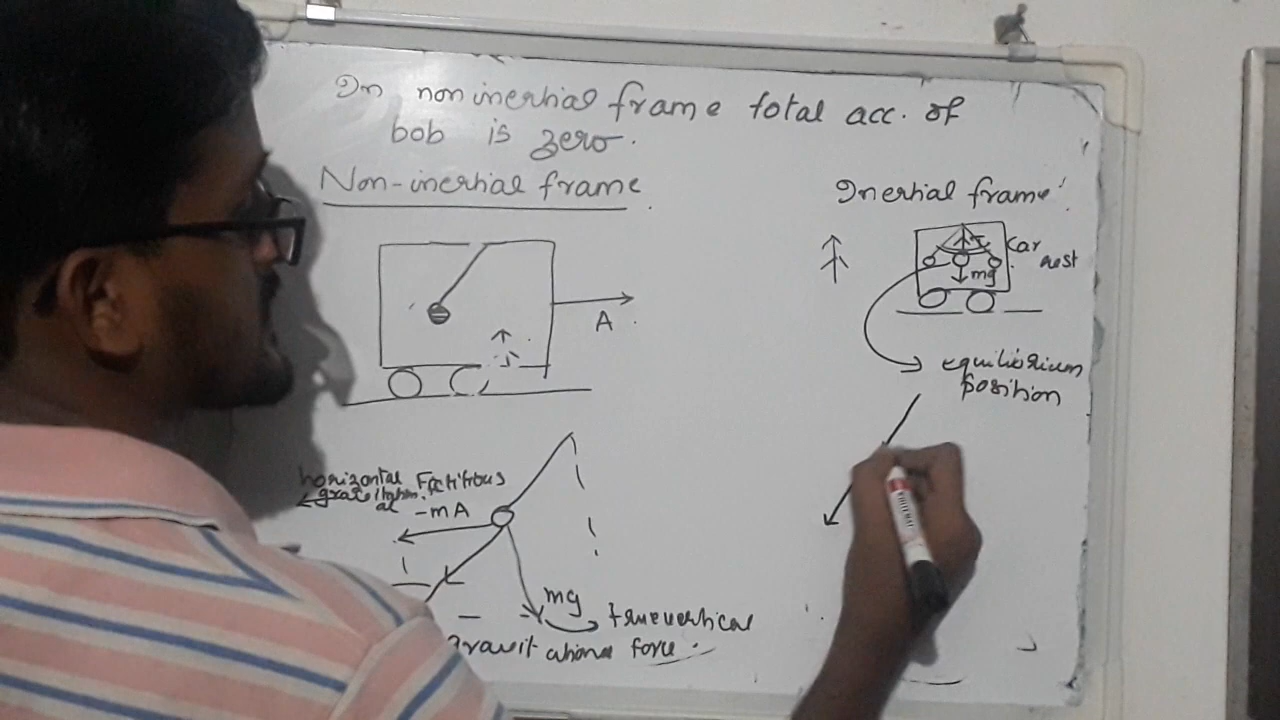 In non inertial frame total acc. of
bob is zero.
Non-inertial frame.
A
Inertial frame!
T
Car
rest
mg
equilibrium
position
horizontal Fictitious
-mA
mg
true vertical
gravitational force.